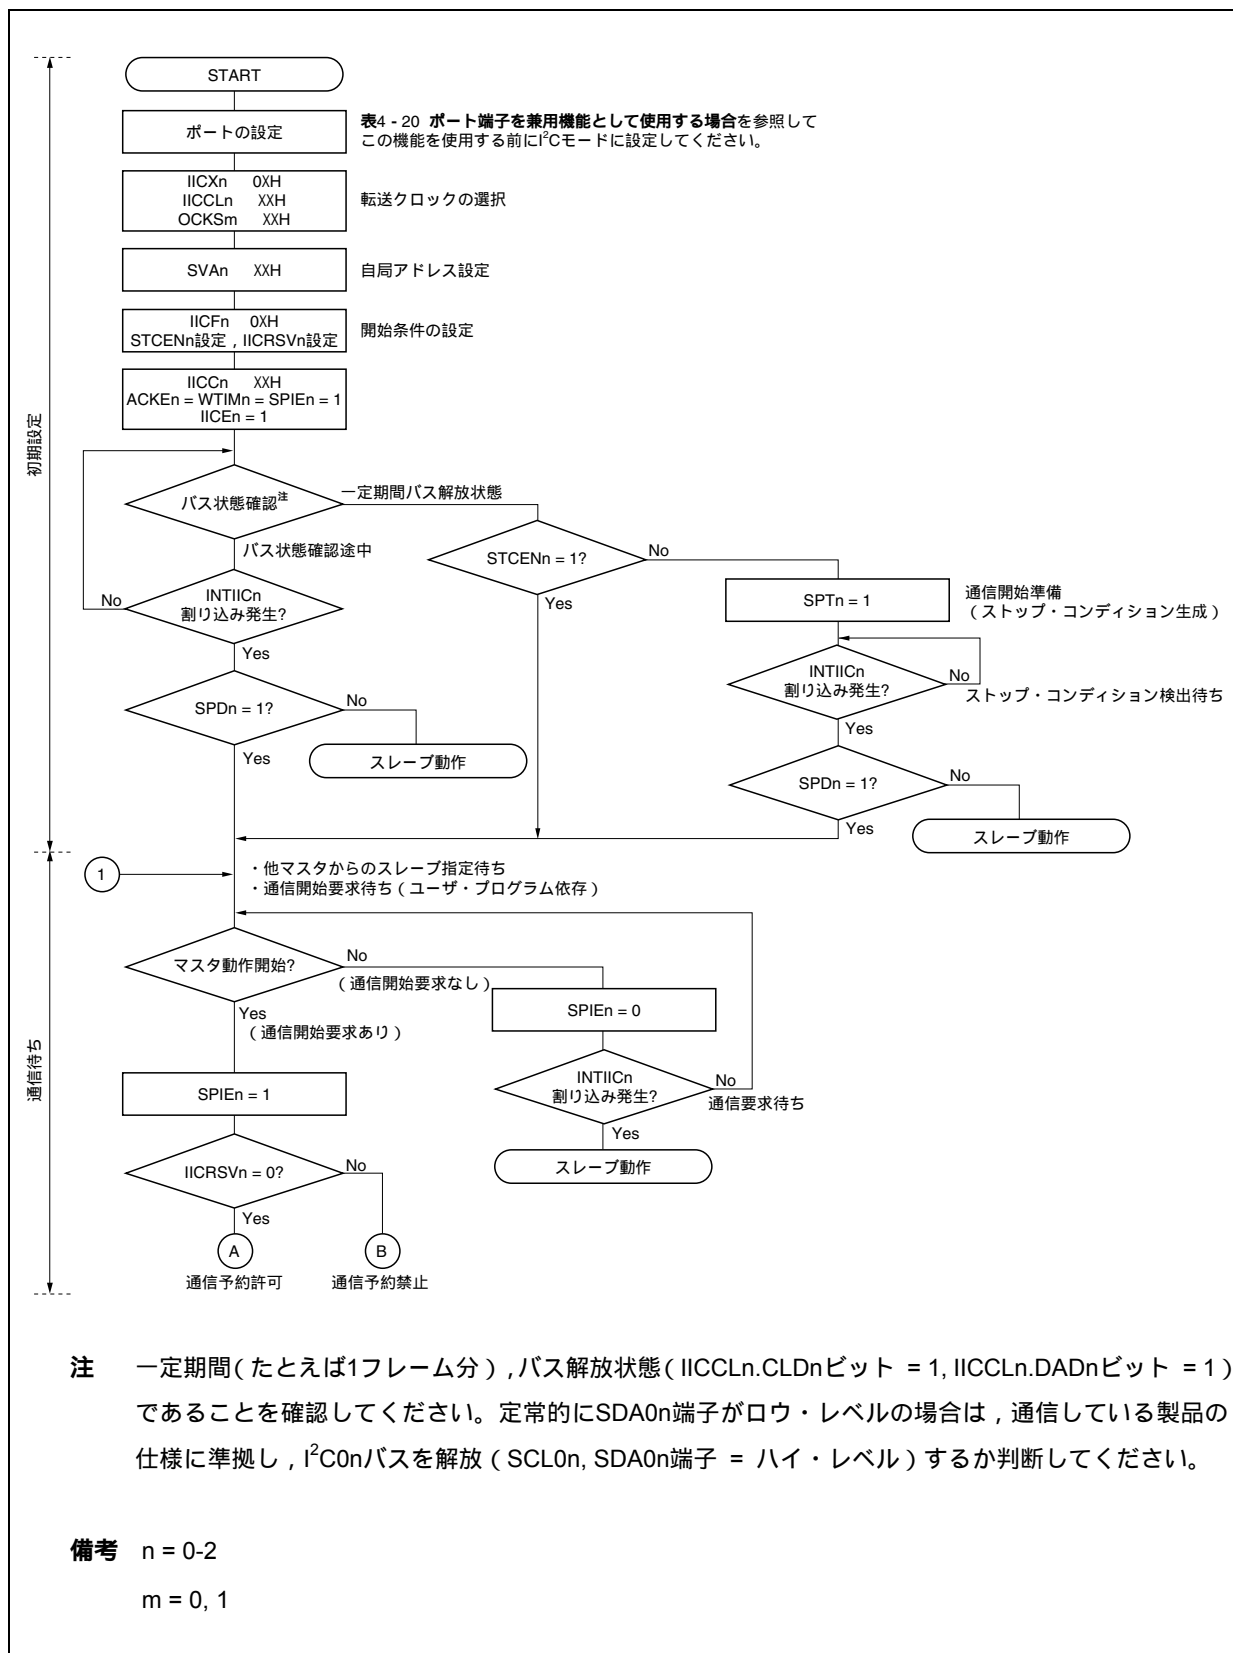 START
ポートの設定
表4 - 20 ポート端子を兼用機能として使用する場合を参照して
この機能を使用する前にI²Cモードに設定してください。
IICXn 0XH
IICCLn XXH
OCKSm XXH
転送クロックの選択
SVAn XXH
自局アドレス設定
IICFn 0XH
STCENn設定 , IICRSVn設定
開始条件の設定
IICCn XXH
ACKEn = WTIMn = SPIEn = 1
IICEn = 1
初期設定
バス状態確認注
一定期間バス解放状態
バス状態確認途中
STCENn = 1?
No
Yes
INTIICn
割り込み発生?
No
Yes
SPTn = 1
通信開始準備
（ストップ・コンディション生成）
INTIICn
割り込み発生?
No
ストップ・コンディション検出待ち
Yes
SPDn = 1?
No
Yes
スレーブ動作
SPDn = 1?
No
Yes
スレーブ動作
1
・他マスタからのスレーブ指定待ち
・通信開始要求待ち（ユーザ・プログラム依存）
通信待ち
マスタ動作開始?
No
（通信開始要求なし）
Yes
（通信開始要求あり）
SPIEn = 0
INTIICn
割り込み発生?
No
通信要求待ち
Yes
スレーブ動作
SPIEn = 1
IICRSVn = 0?
No
Yes
A
B
通信予約許可
通信予約禁止
注 一定期間（たとえば1フレーム分）, バス解放状態（IICCLn.CLDnビット = 1, IICCLn.DADnビット = 1）
であることを確認してください。定常的にSDA0n端子がロウ・レベルの場合は , 通信している製品の
仕様に準拠し , I²C0nバスを解放（SCL0n, SDA0n端子 = ハイ・レベル）するか判断してください。
備考 n = 0-2
m = 0, 1